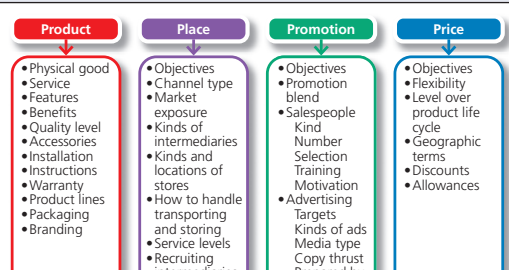 Product
• Physical good
• Service
• Features
• Benefits
• Quality level
• Accessories
• Installation
• Instructions
• Warranty
• Product lines
• Packaging
• Branding
Place
• Objectives
• Channel type
• Market
exposure
• Kinds of
intermediaries
• Kinds and
locations of
stores
• How to handle
transporting
and storing
• Service levels
• Recruiting
Promotion
• Objectives
• Promotion
blend
• Salespeople
Kind
Number
Selection
Training
Motivation
• Advertising
Targets
Kinds of ads
Media type
Copy thrust
Price
• Objectives
• Flexibility
• Level over
product life
cycle
• Geographic
terms
• Discounts
• Allowances